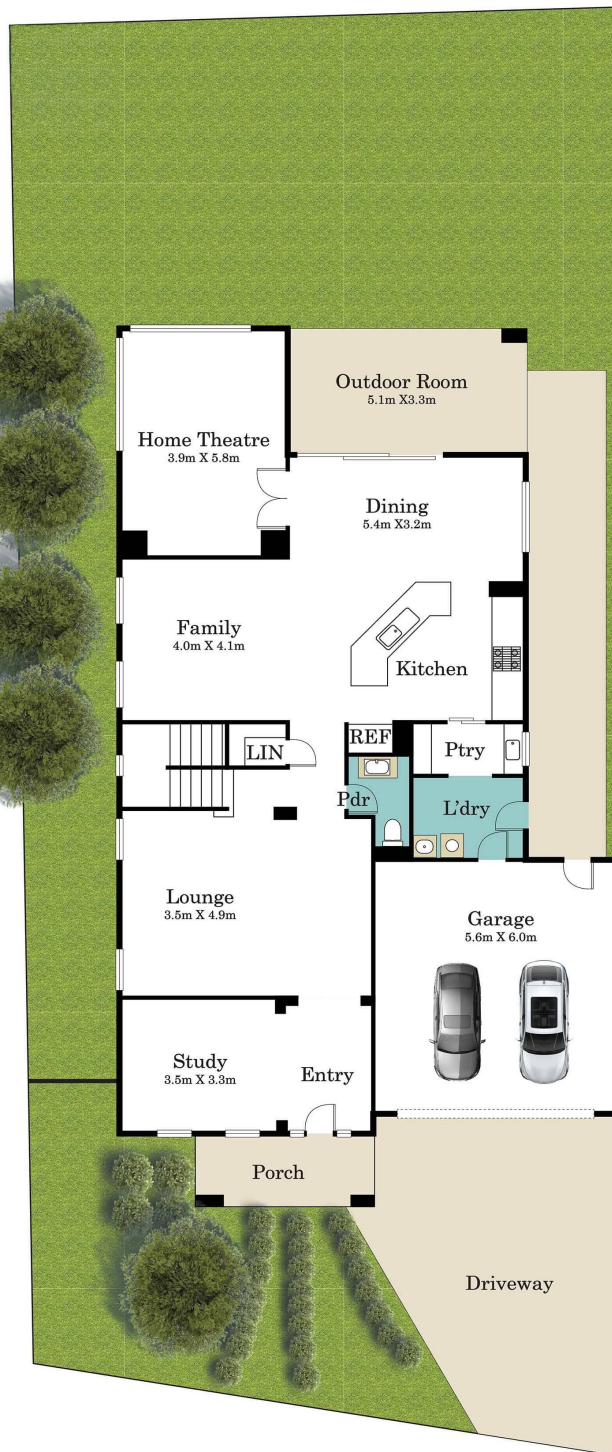 Outdoor Room
5.1m X3.3m
Home Theatre
3.9m X 5.8m
Dining
5.4m X3.2m
Family
4.0m X 4.1m
Kitchen
REF
LIN
Ptry
Pdr
L'dry
Lounge
3.5m X 4.9m
Garage
5.6m X 6.0m
Study
3.5m X 3.3m
Entry
Porch
Driveway